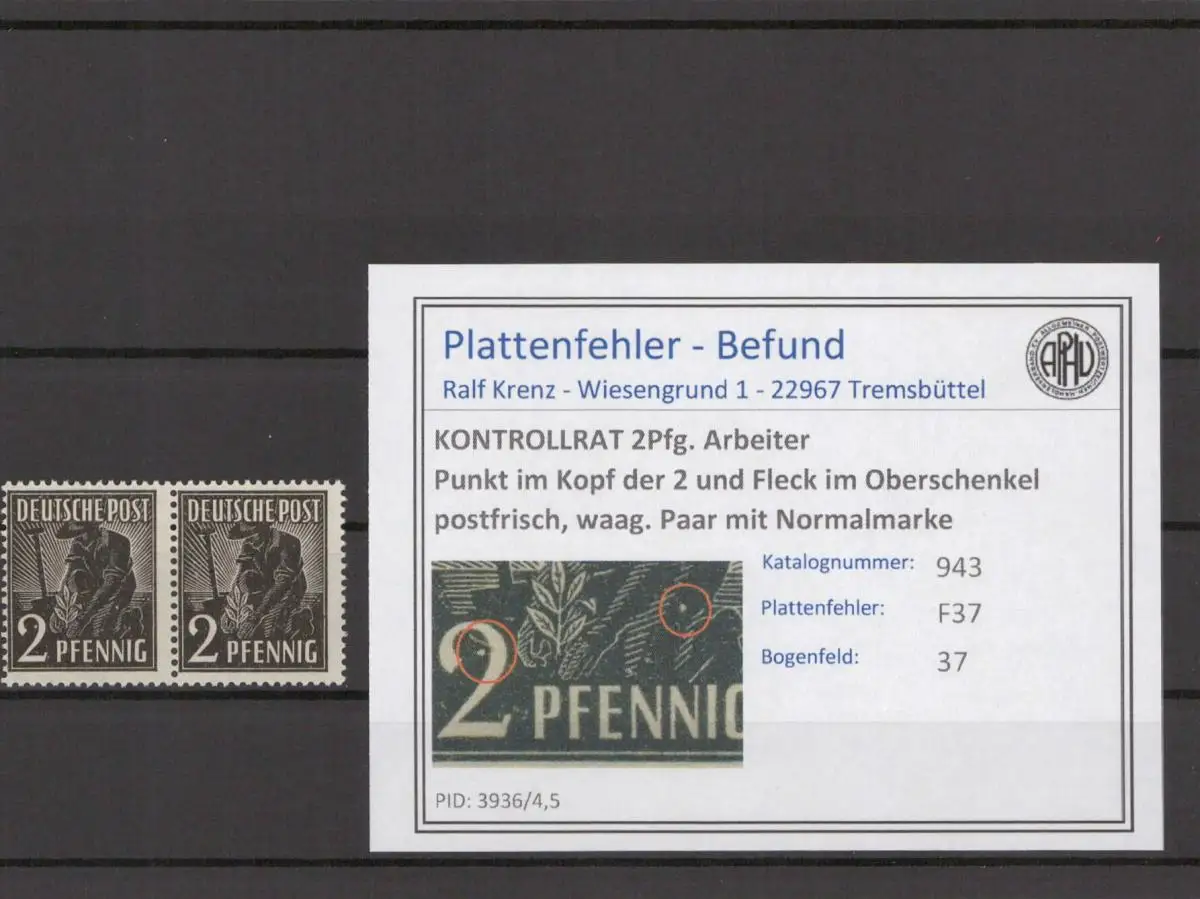 DEUTSCHE POST
2 PFENNIG
DEUTSCHE POST
2 PFENNIG
Plattenfehler - Befund
Ralf Krenz - Wiesengrund 1 - 22967 Tremsbüttel
APHV
KONTROLLRAT 2Pfg. Arbeiter
Punkt im Kopf der 2 und Fleck im Oberschenkel
postfrisch, waag. Paar mit Normalmarke
2 PFENNIG
Katalognummer: 943
Plattenfehler: F37
Bogenfeld: 37
PID: 3936/4,5